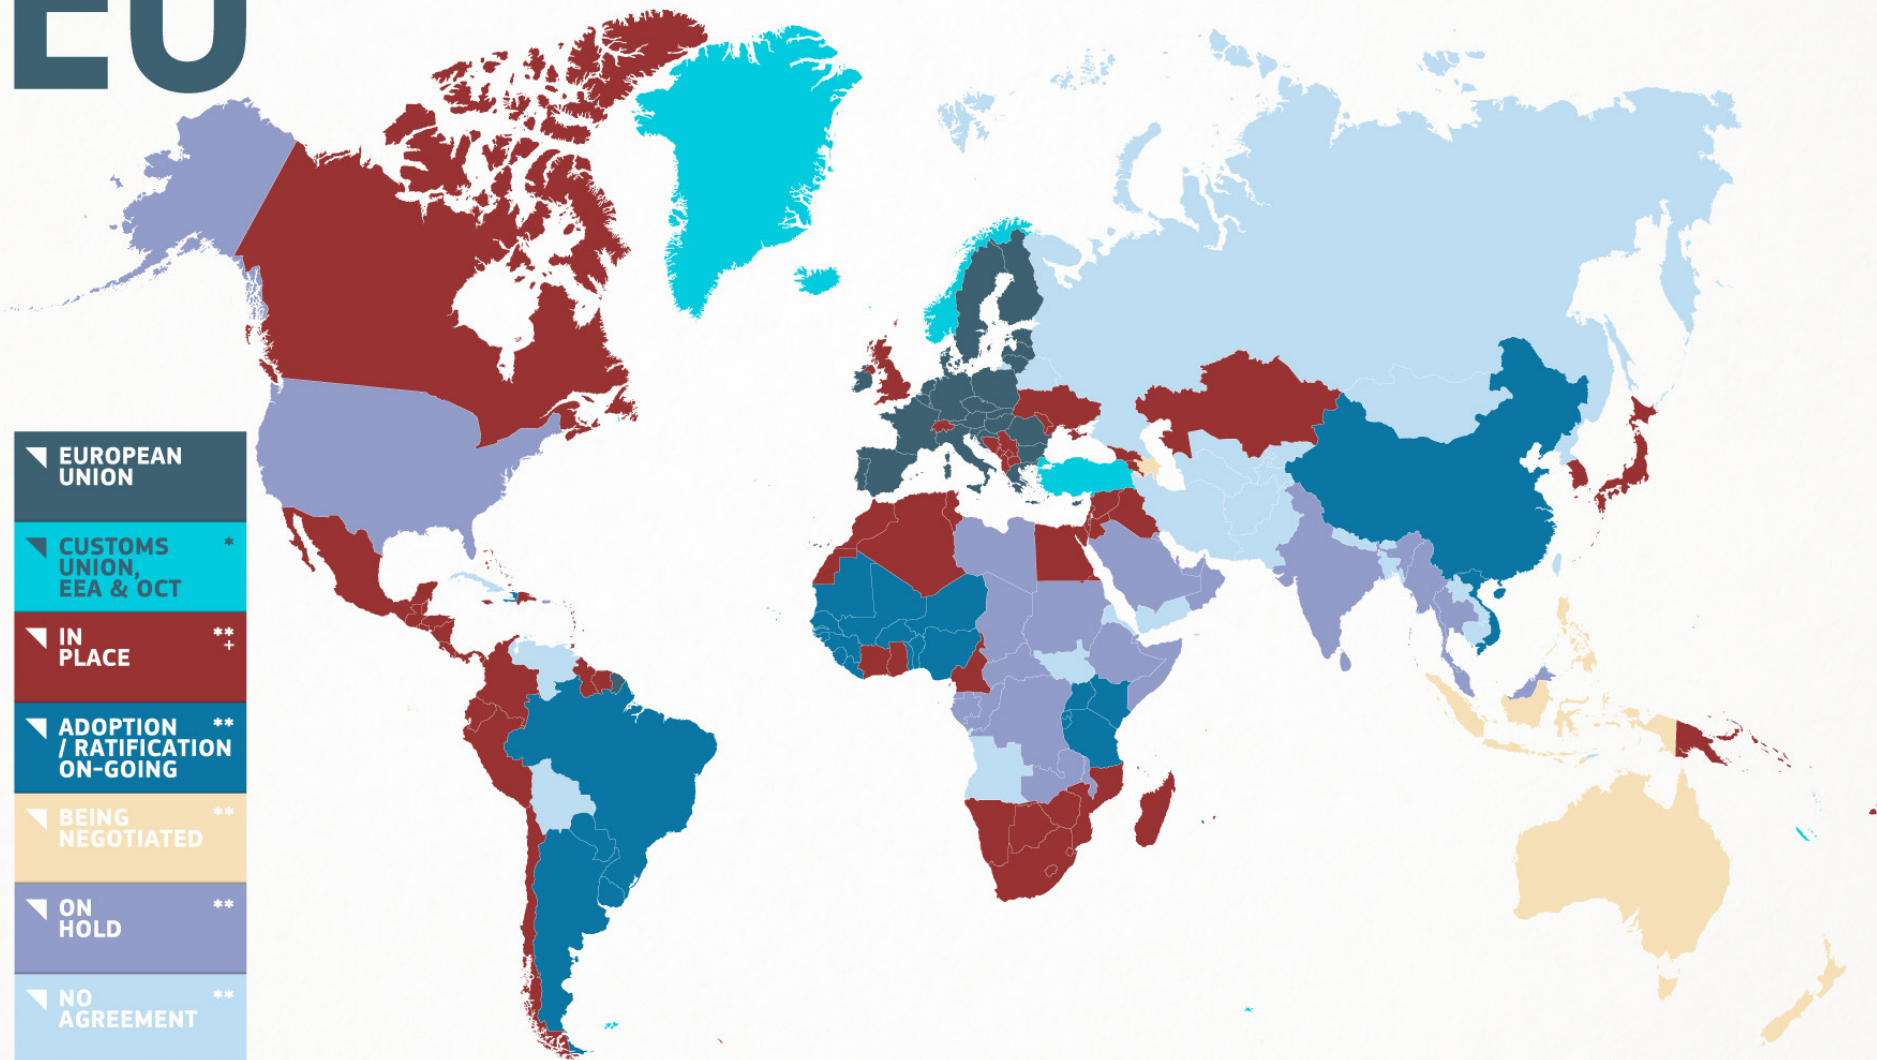 EU
EUROPEAN
UNION
CUSTOMS *
UNION,
EEA & OCT
IN **
PLACE +
ADOPTION **
/ RATIFICATION
ON-GOING
BEING **
NEGOTIATED
ON **
HOLD
NO **
AGREEMENT